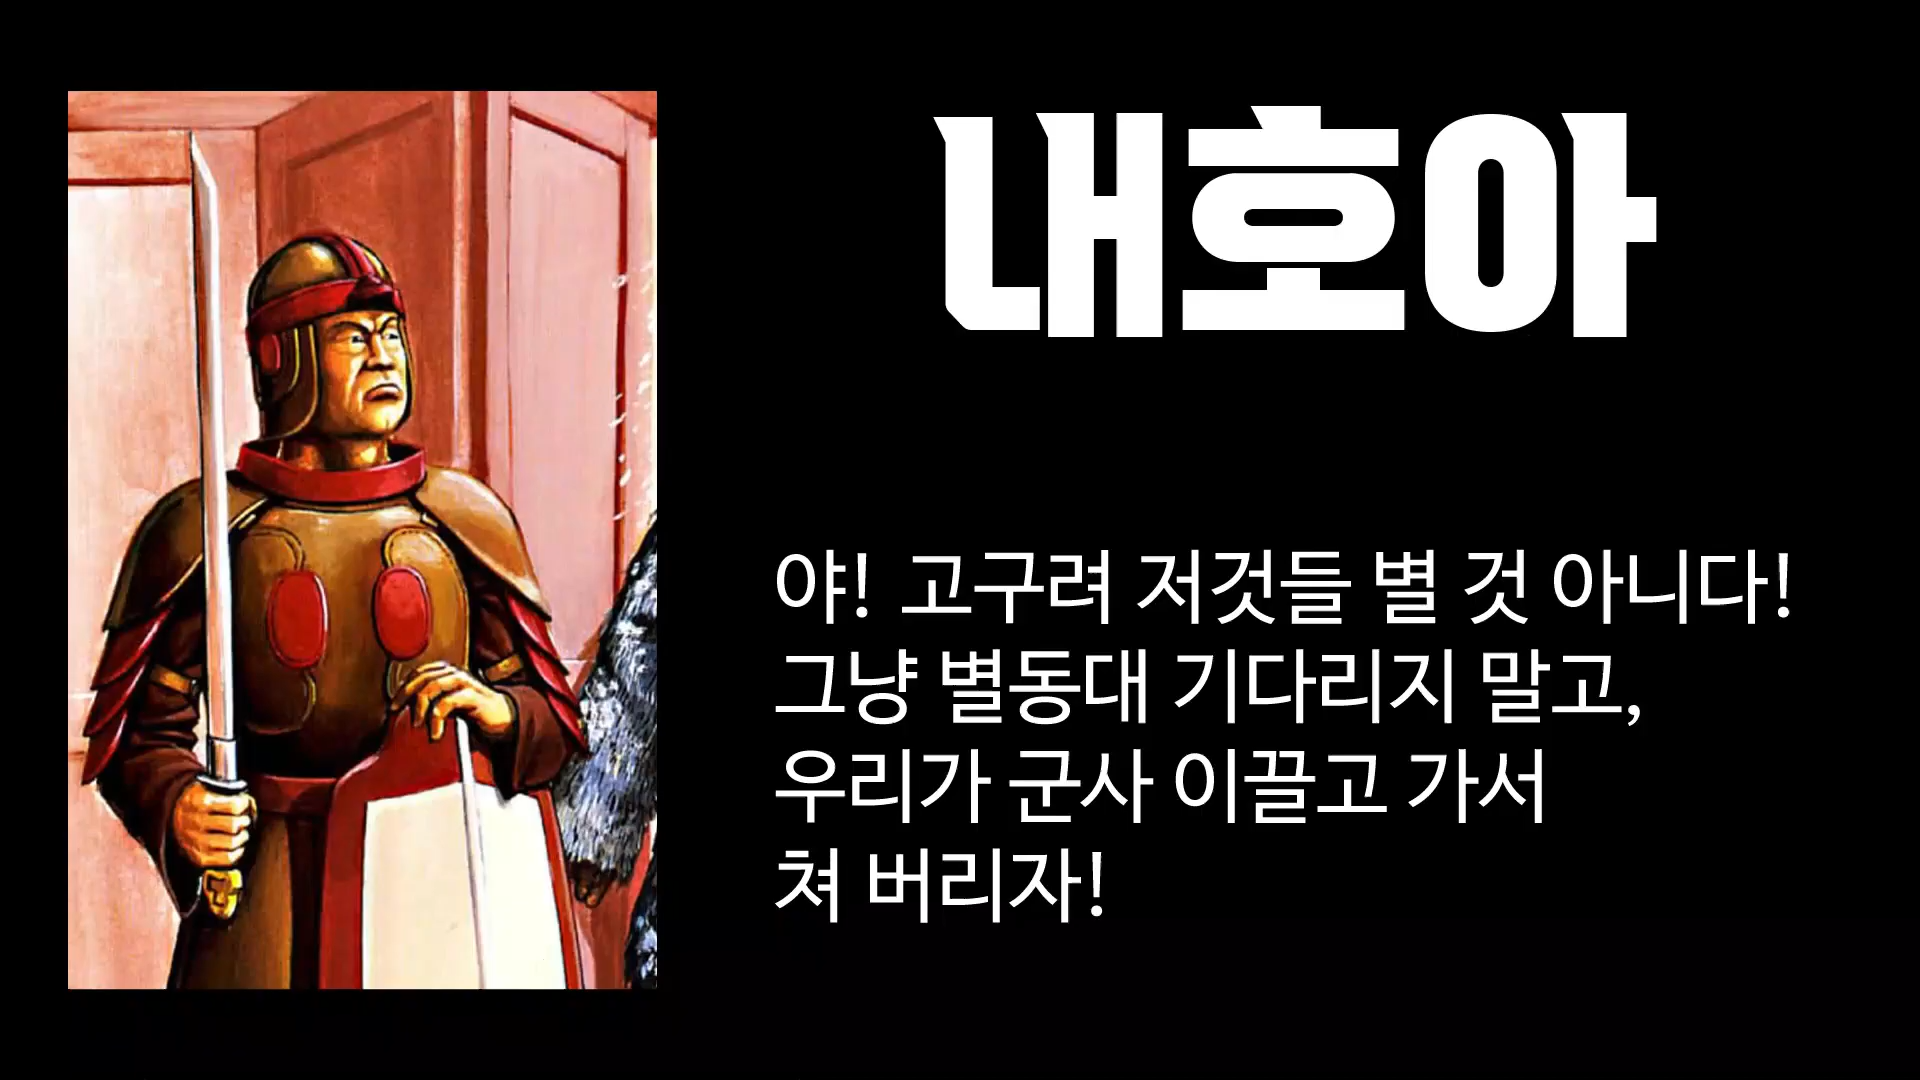 내호아
야! 고구려 저것들 별 것 아니다!
그냥 별동대 기다리지 말고,
우리가 군사 이끌고 가서
쳐 버리자!